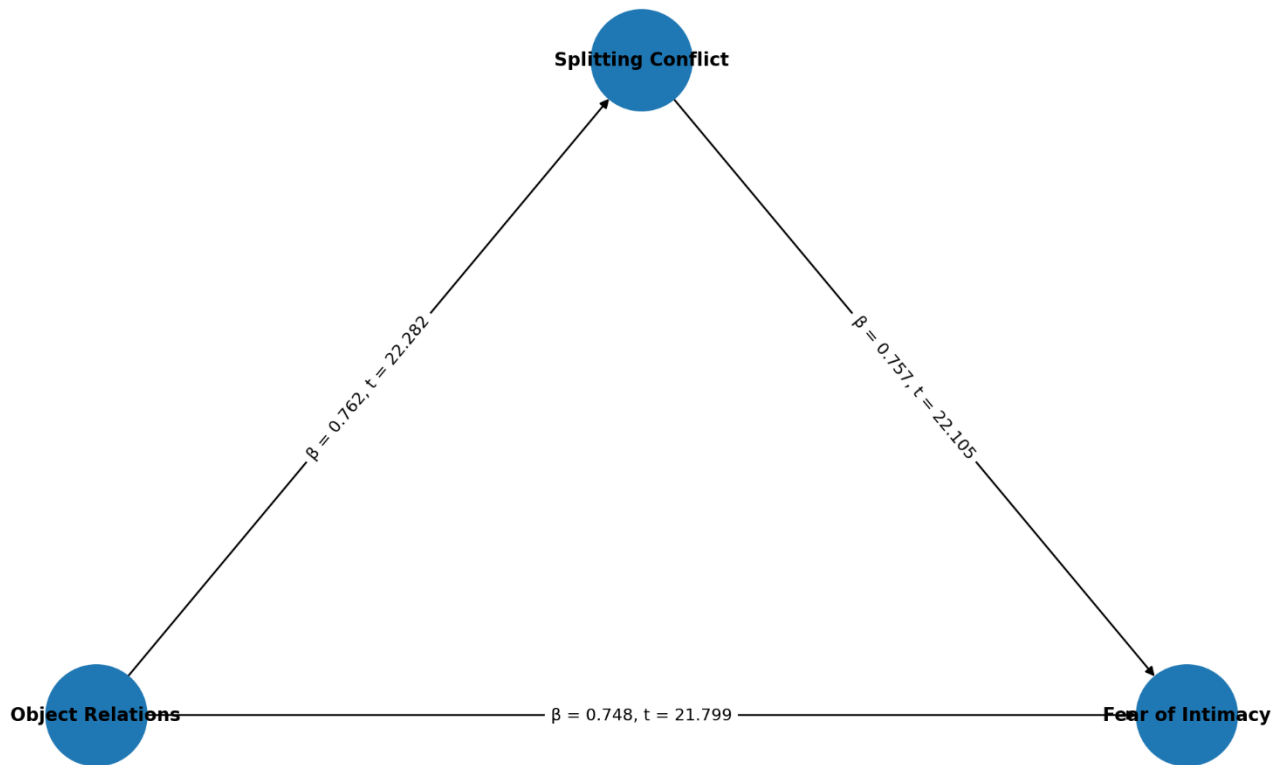 Splitting Conflict
β = 0.762, t = 22.282
β = 0.757, t = 22.105
Object Relations
β = 0.748, t = 21.799
Fear of Intimacy